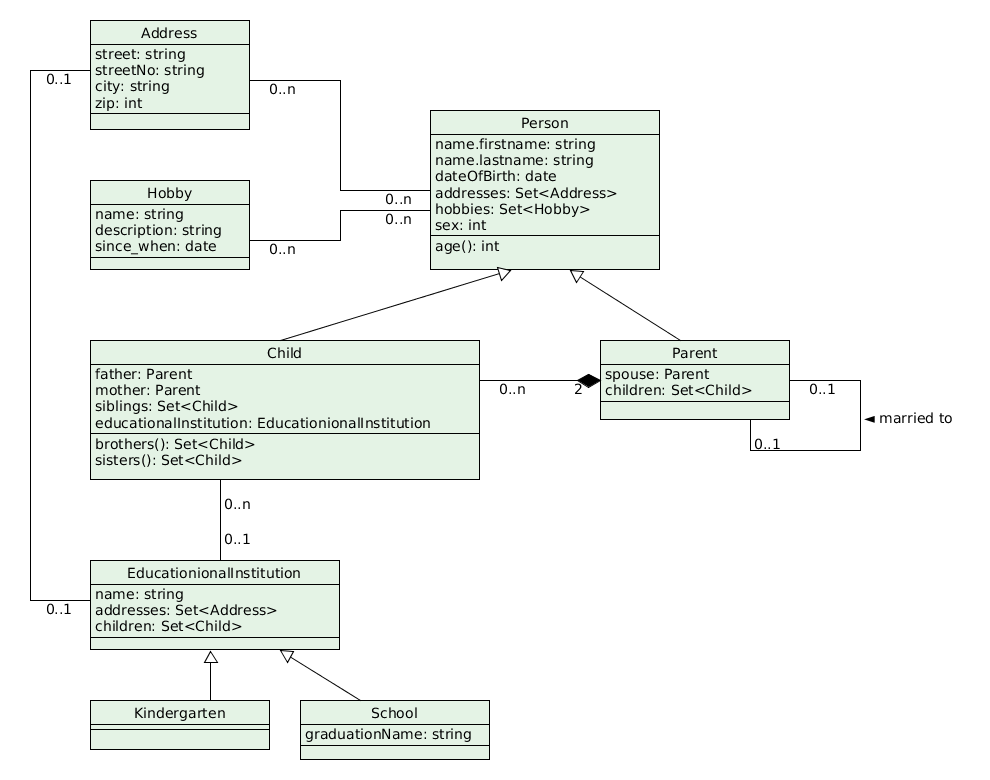 Address
street: string
streetNo: string
city: string
zip: int
0..1
0..n
Person
name.firstname: string
name.lastname: string
dateOfBirth: date
addresses: Set<Address>
hobbies: Set<Hobby>
sex: int
age(): int
0..n
0..n
Hobby
name: string
description: string
since_when: date
0..n
Child
father: Parent
mother: Parent
siblings: Set<Child>
educationalInstitution: EducationionalInstitution
brothers(): Set<Child>
sisters(): Set<Child>
0..n
2
Parent
spouse: Parent
children: Set<Child>
0..1
◄ married to
0..1
0..n
0..1
EducationionalInstitution
name: string
addresses: Set<Address>
children: Set<Child>
0..1
Kindergarten
School
graduationName: string